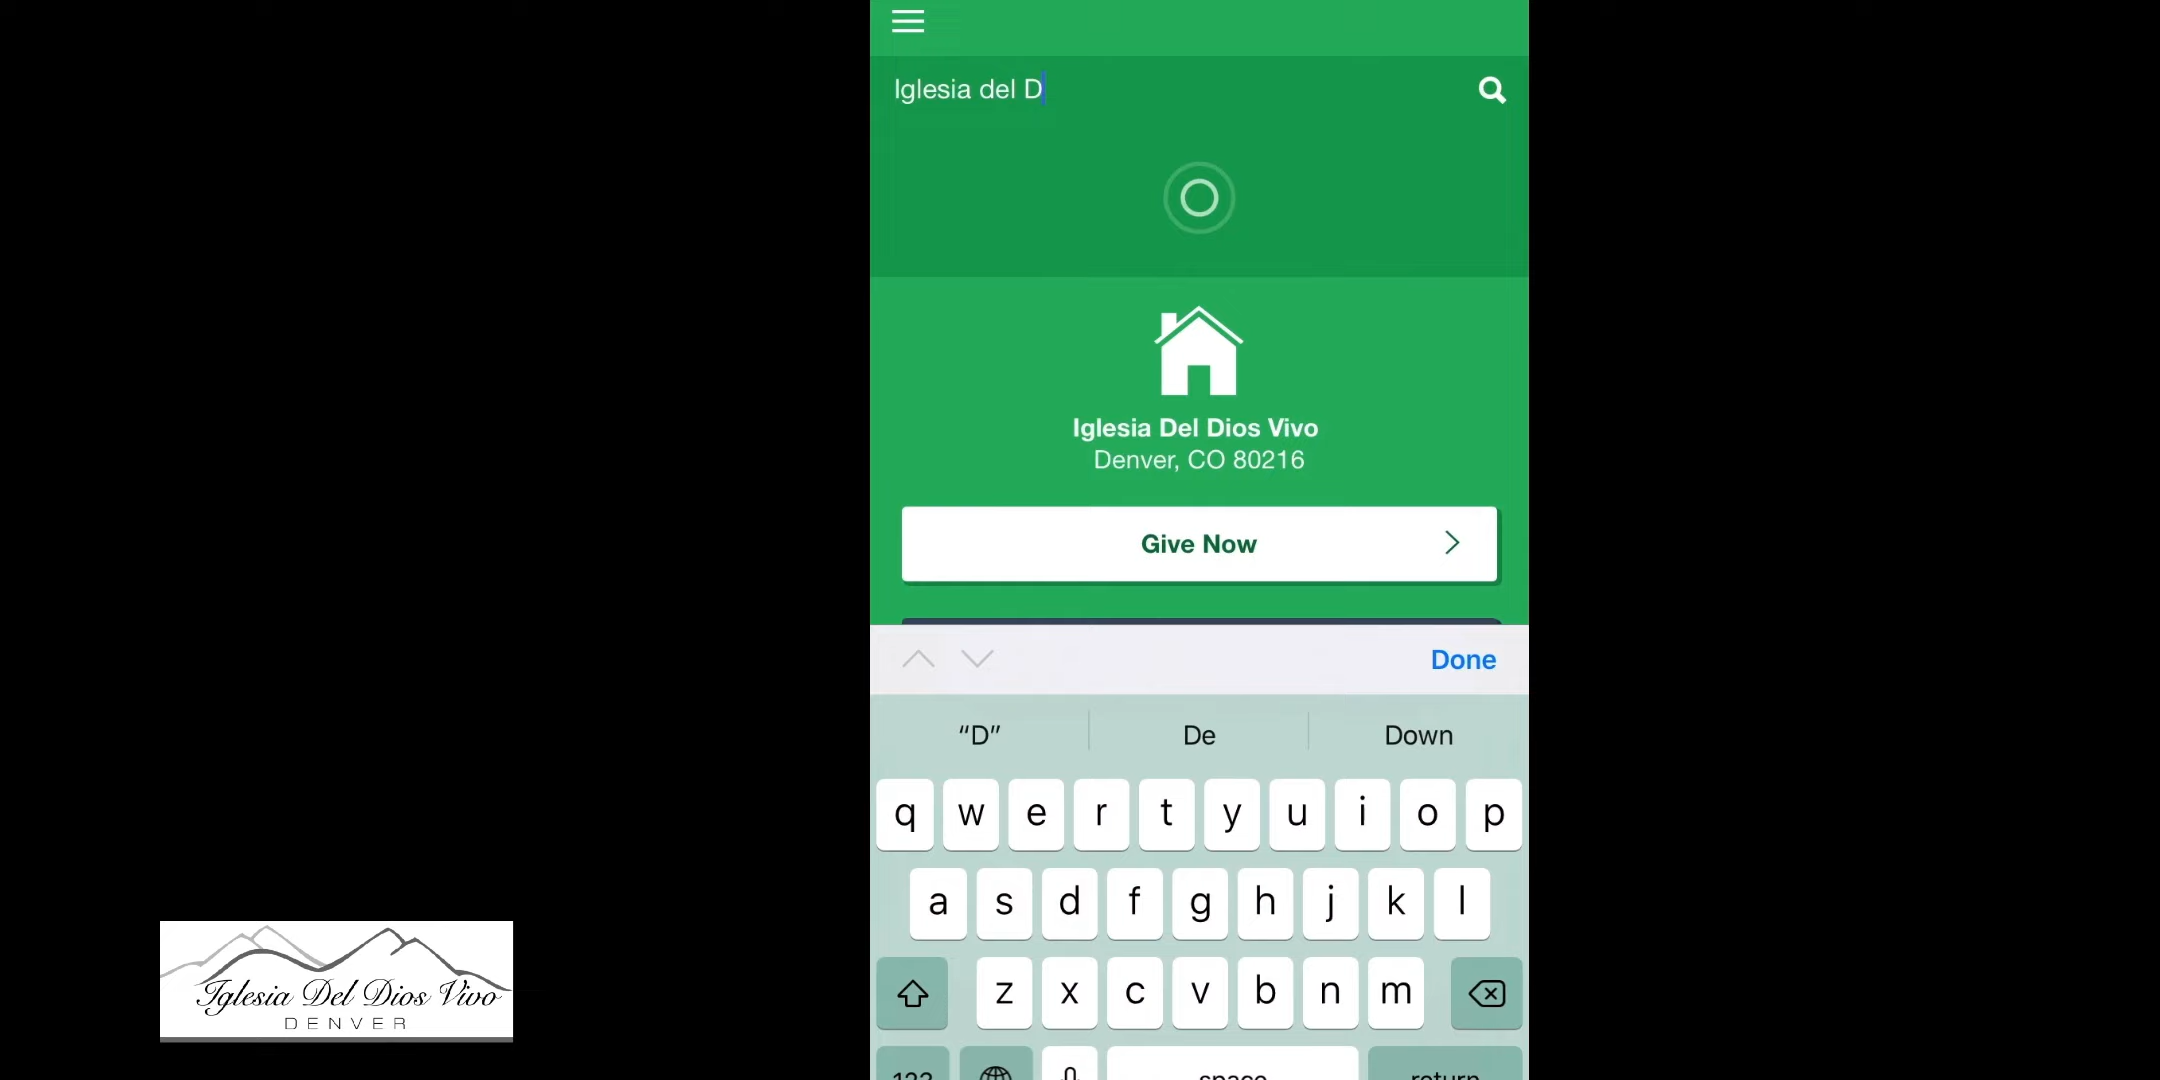 Iglesia del D
Iglesia Del Dios Vivo
Denver, CO 80216
Give Now
Done
“D” De Down
q w e r t y u i o p
a s d f g h j k l
z x c v b n m
123 space return
Iglesia Del Dios Vivo
DENVER